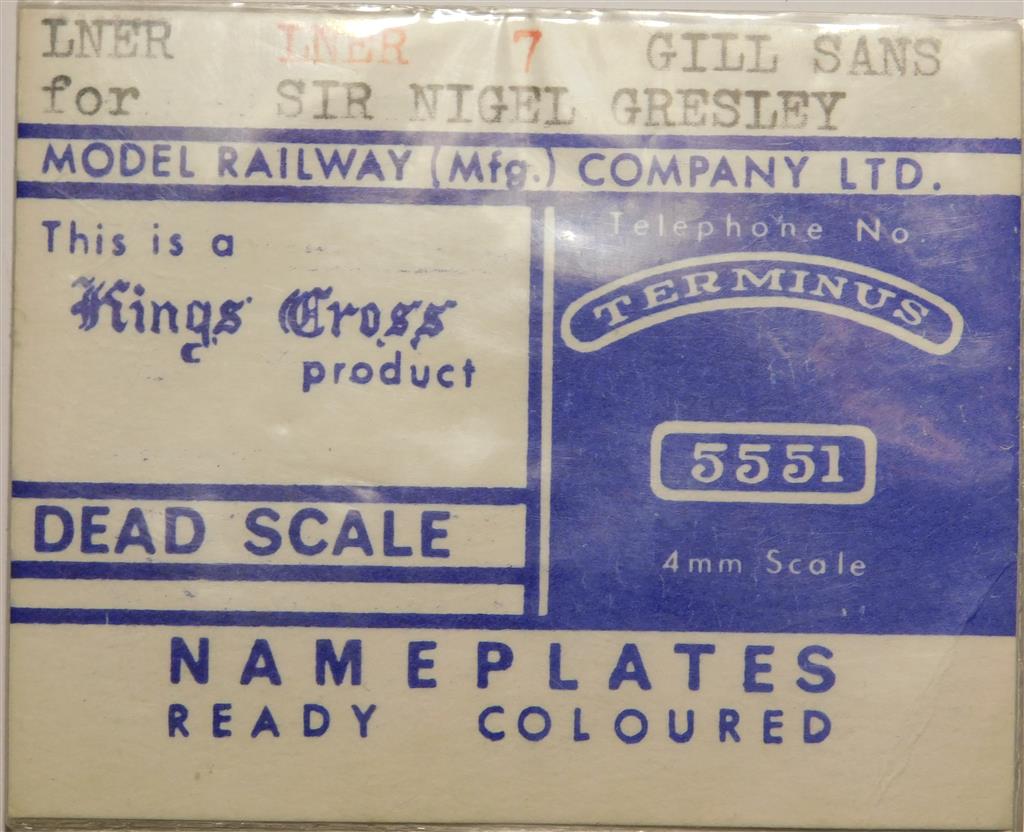 LNER LNER 7 GILL SANS
for SIR NIGEL GRESLEY
MODEL RAILWAY (Mfg.) COMPANY LTD.
This is a
Kings Cross
product
DEAD SCALE
Telephone No.
TERMINUS
5551
4mm Scale
NAMEPLATES
READY COLOURED